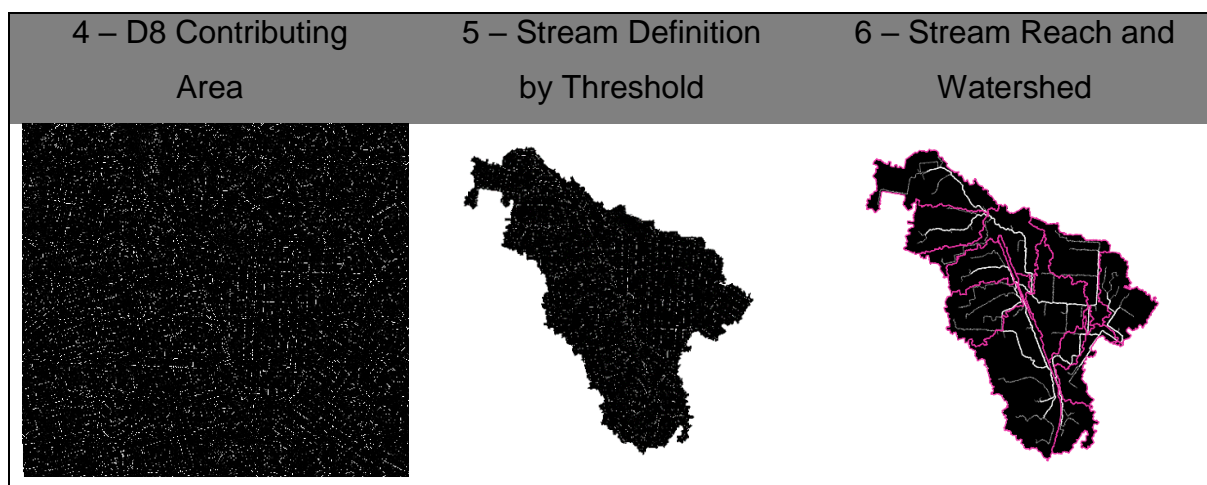 4 – D8 Contributing
Area
5 – Stream Definition
by Threshold
6 – Stream Reach and
Watershed